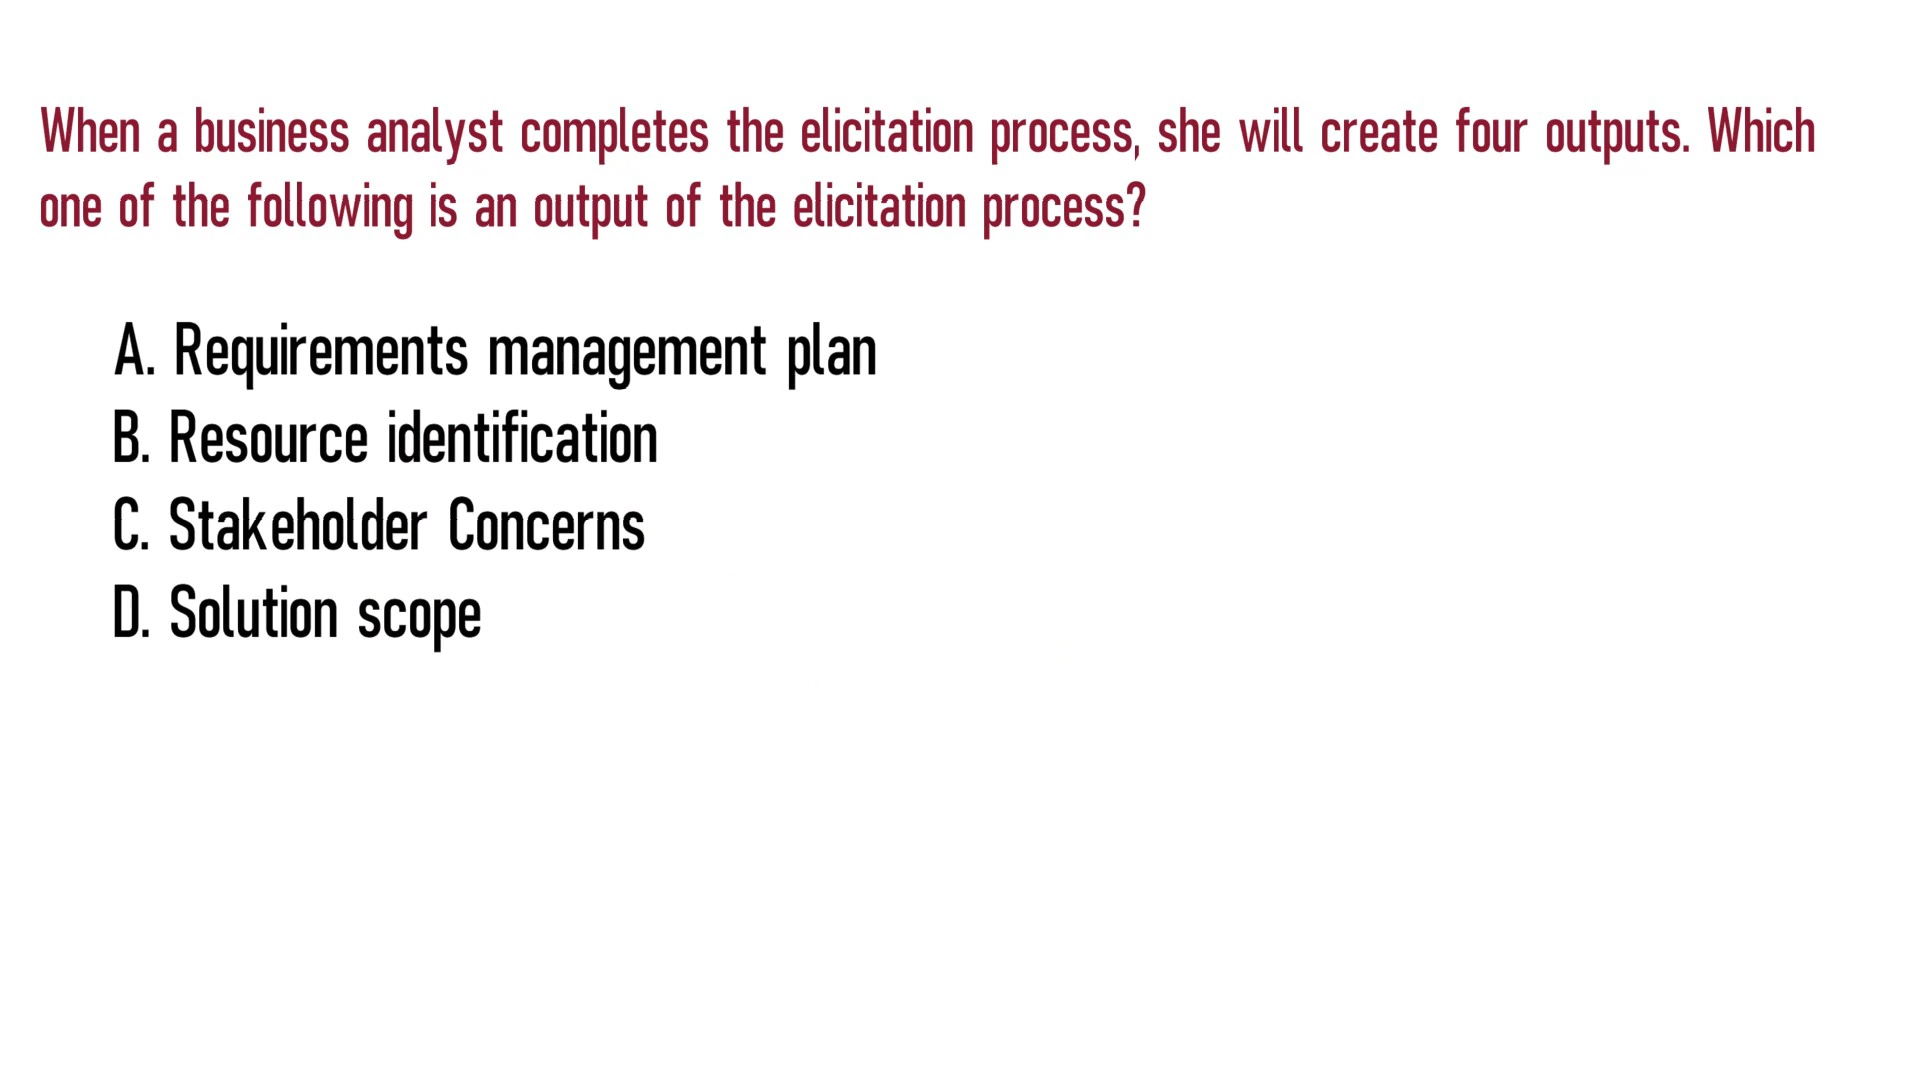 When a business analyst completes the elicitation process, she will create four outputs. Which
one of the following is an output of the elicitation process?
A. Requirements management plan
B. Resource identification
C. Stakeholder Concerns
D. Solution scope